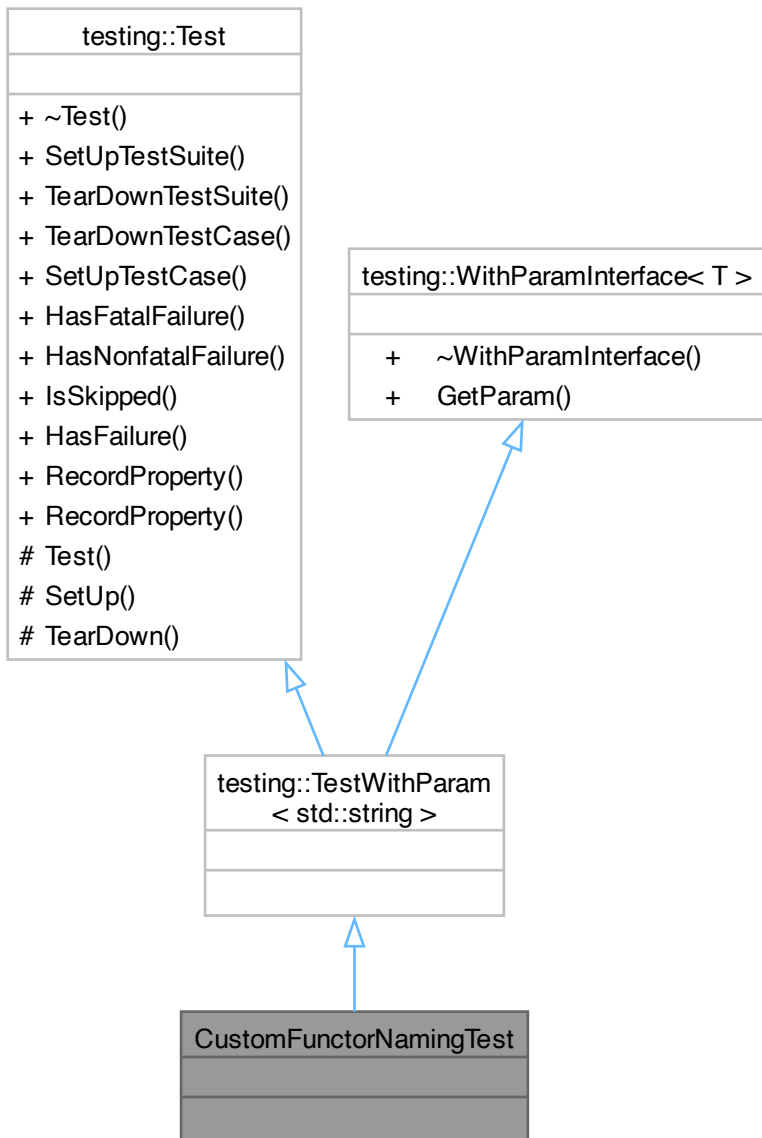 testing::Test
+ ~Test()
+ SetUpTestSuite()
+ TearDownTestSuite()
+ TearDownTestCase()
+ SetUpTestCase()
+ HasFatalFailure()
+ HasNonfatalFailure()
+ IsSkipped()
+ HasFailure()
+ RecordProperty()
+ RecordProperty()
# Test()
# SetUp()
# TearDown()
testing::WithParamInterface< T >
+ ~WithParamInterface()
+ GetParam()
testing::TestWithParam
< std::string >
CustomFunctorNamingTest